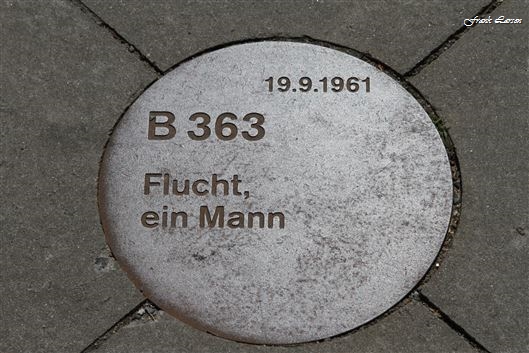 Frank Larsen
19.9.1961
B 363
Flucht,
ein Mann